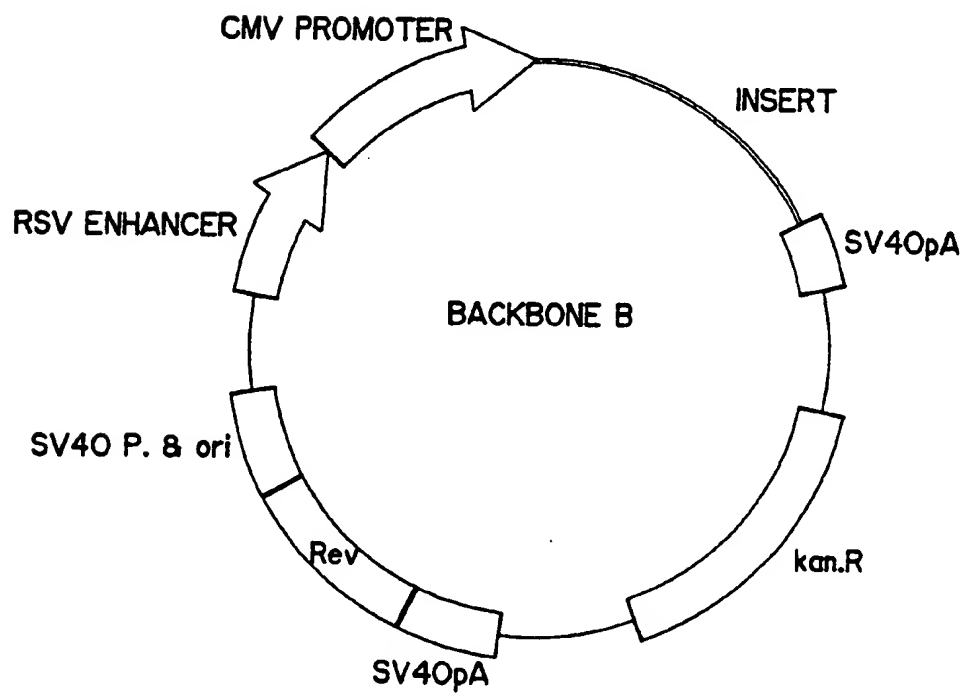 CMV PROMOTER
INSERT
RSV ENHANCER
SV40pA
BACKBONE B
SV40 P. & ori
Rev
kan.R
SV40pA